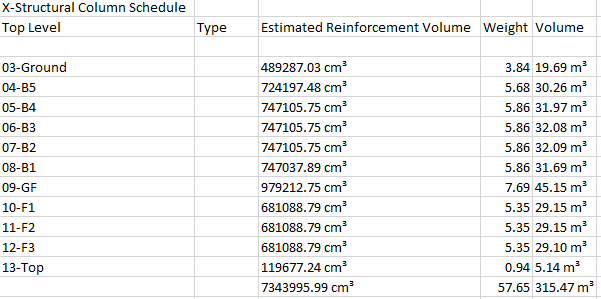 X-Structural Column Schedule
Top Level Type Estimated Reinforcement Volume Weight Volume
03-Ground 489287.03 cm³ 3.84 19.69 m³
04-B5 724197.48 cm³ 5.68 30.26 m³
05-B4 747105.75 cm³ 5.86 31.97 m³
06-B3 747105.75 cm³ 5.86 32.08 m³
07-B2 747105.75 cm³ 5.86 32.09 m³
08-B1 747037.89 cm³ 5.86 31.69 m³
09-GF 979212.75 cm³ 7.69 45.15 m³
10-F1 681088.79 cm³ 5.35 29.15 m³
11-F2 681088.79 cm³ 5.35 29.15 m³
12-F3 681088.79 cm³ 5.35 29.10 m³
13-Top 119677.24 cm³ 0.94 5.14 m³
7343995.99 cm³ 57.65 315.47 m³